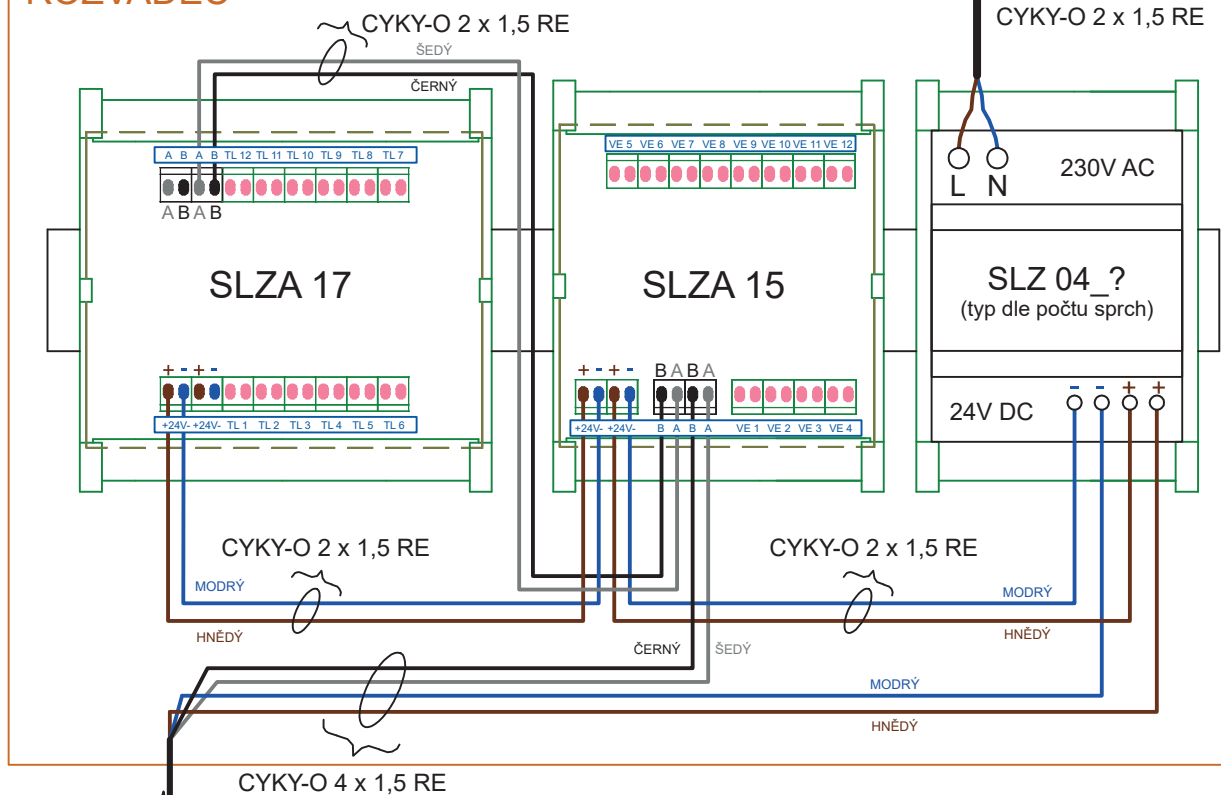 ROZVADĚČ
CYKY-O 2 x 1,5 RE
CYKY-O 2 x 1,5 RE
ŠEDÝ
ČERNÝ
A B A B TL 12 TL 11 TL 10 TL 9 TL 8 TL 7
A B A B
VE 5 VE 6 VE 7 VE 8 VE 9 VE 10 VE 11 VE 12
L N
230V AC
SLZA 17
SLZA 15
SLZ 04_?
(typ dle počtu sprch)
+ - + -
+24V- +24V- TL 1 TL 2 TL 3 TL 4 TL 5 TL 6
+ - + -
B A B A
+24V- +24V- B A B A VE 1 VE 2 VE 3 VE 4
24V DC
- - + +
CYKY-O 2 x 1,5 RE
CYKY-O 2 x 1,5 RE
MODRÝ
HNĚDÝ
MODRÝ
HNĚDÝ
ČERNÝ
ŠEDÝ
MODRÝ
HNĚDÝ
CYKY-O 4 x 1,5 RE